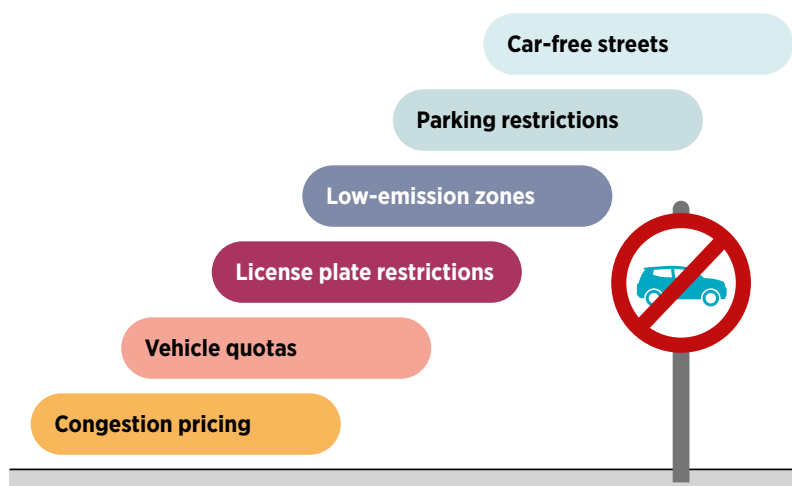 Car-free streets
Parking restrictions
Low-emission zones
License plate restrictions
Vehicle quotas
Congestion pricing